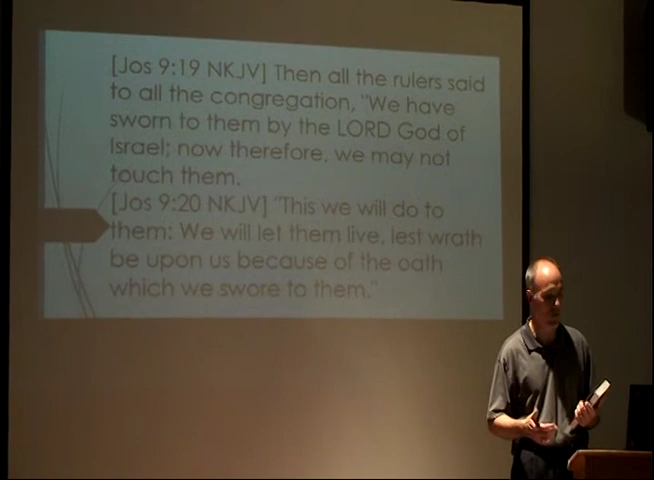 [Jos 9:19 NKJV] Then all the rulers said
to all the congregation, "We have
sworn to them by the LORD God of
Israel; now therefore, we may not
touch them.
[Jos 9:20 NKJV] "This we will do to
them: We will let them live, lest wrath
be upon us because of the oath
which we swore to them."